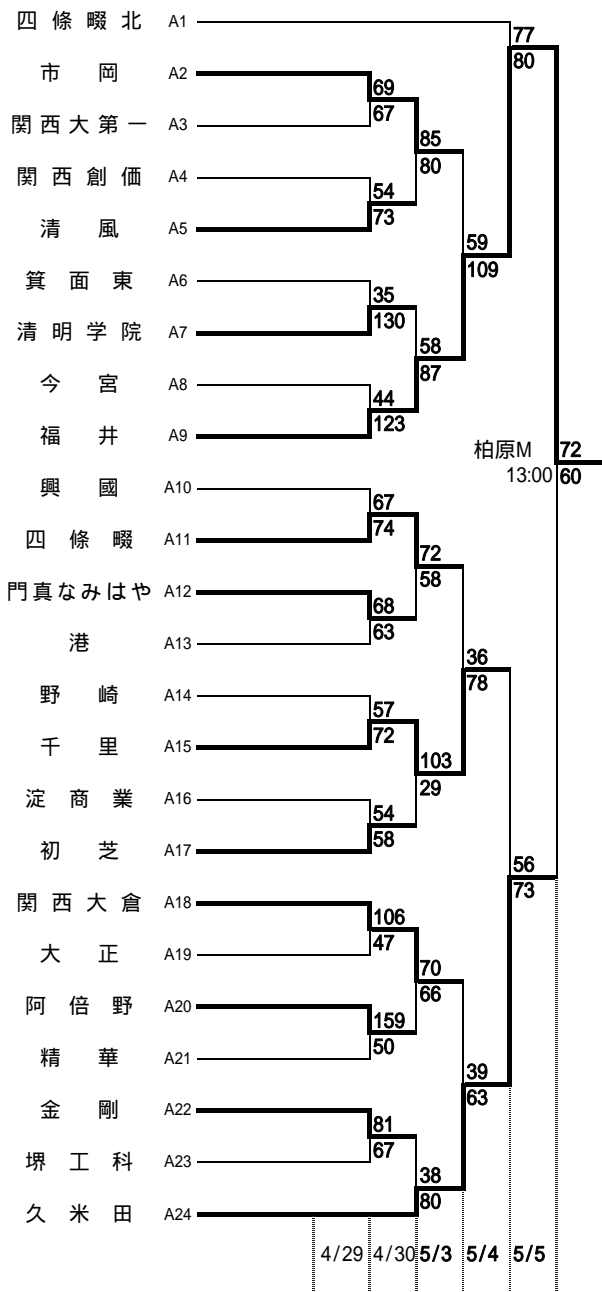 四條畷北 A1
77
80
市岡 A2
69
67
関西大第一 A3
85
80
関西創価 A4
54
73
清風 A5
59
109
箕面東 A6
35
130
清明学院 A7
58
87
今宮 A8
44
123
福井 A9
柏原M 72
13:00 60
興國 A10
67
74
四條畷 A11
72
58
門真なみはや A12
68
63
港 A13
36
78
野崎 A14
57
72
千里 A15
103
29
淀商業 A16
54
58
初芝 A17
56
73
関西大倉 A18
106
47
大正 A19
70
66
阿倍野 A20
159
50
精華 A21
39
63
金剛 A22
81
67
堺工科 A23
38
80
久米田 A24
4/29 4/30 5/3 5/4 5/5